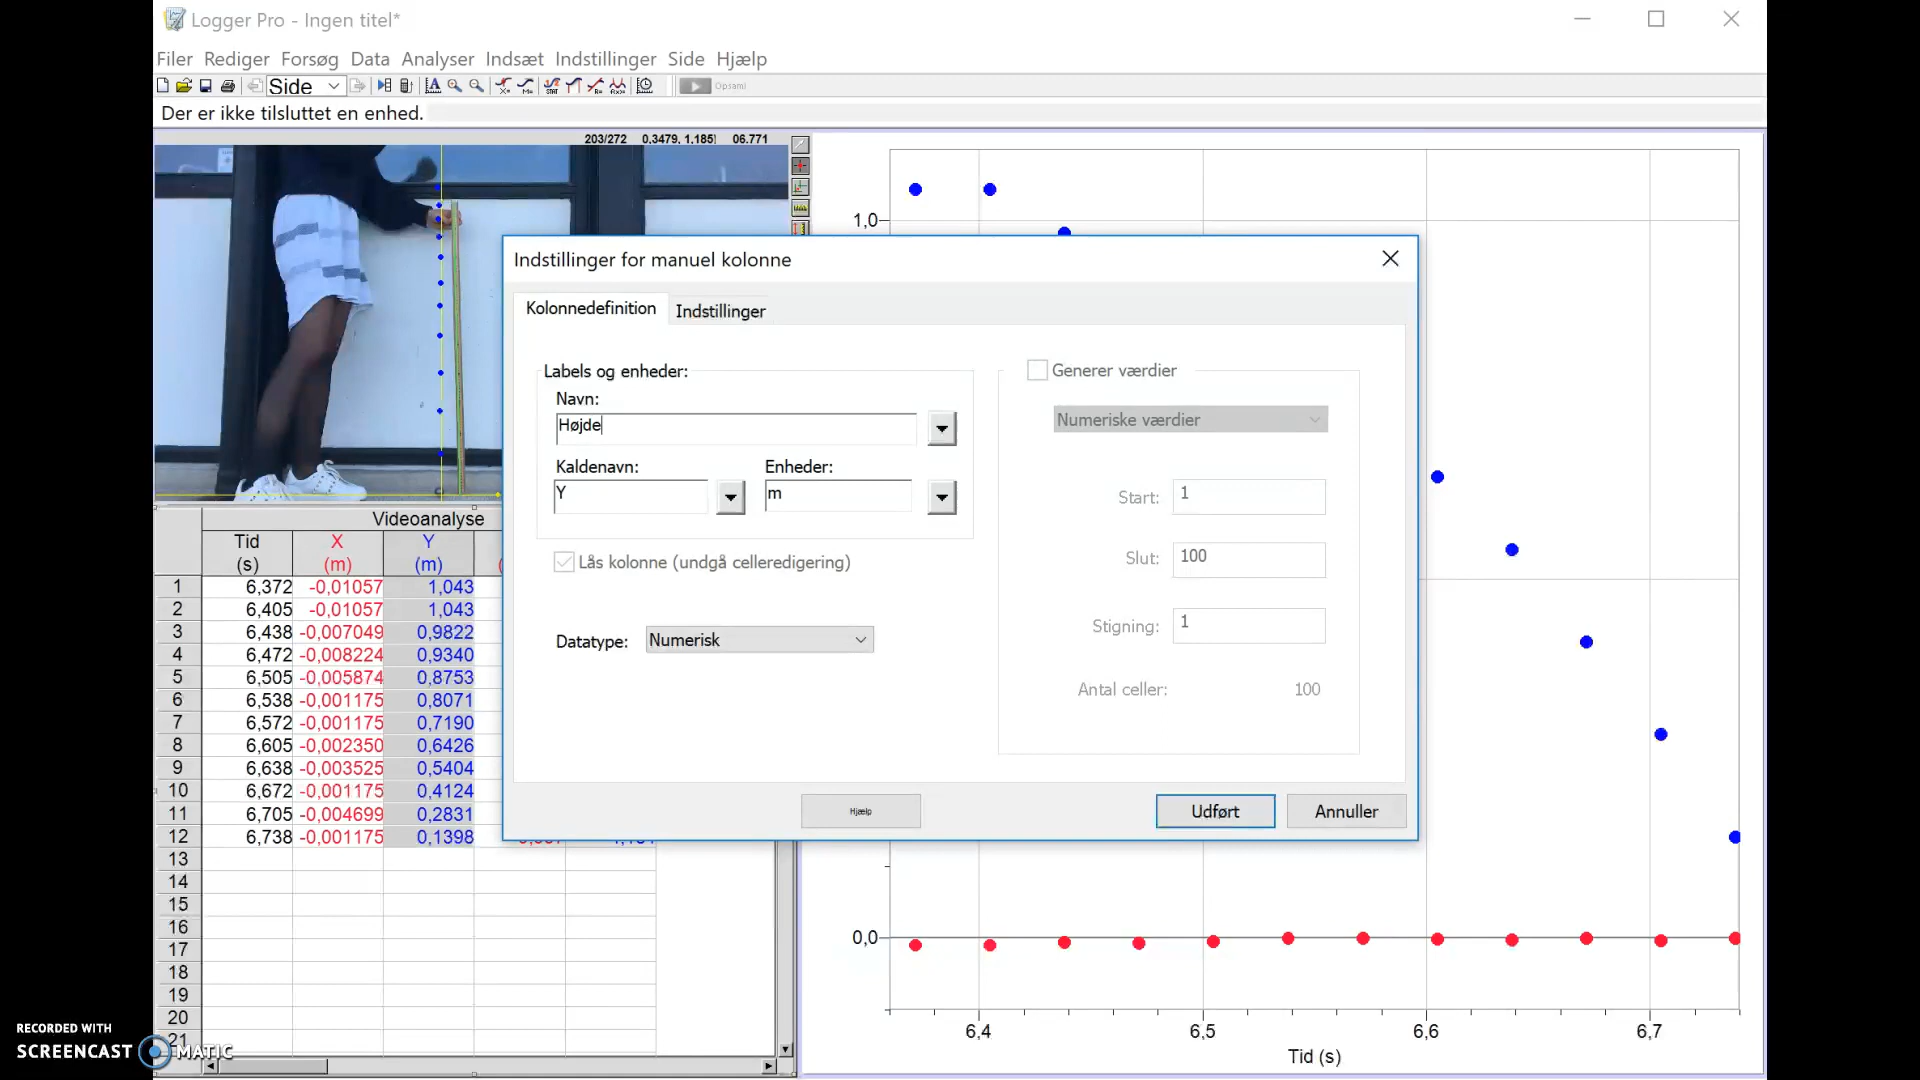 Logger Pro - Ingen titel*
Filer Rediger Forsøg Data Analyser Indsæt Indstillinger Side Hjælp
Side
Opsaml
Der er ikke tilsluttet en enhed.
203/272 0,3479, 1,185 06.771
Indstillinger for manuel kolonne
Kolonnedefinition Indstillinger
Labels og enheder:
Navn:
Højde
Kaldenavn: Enheder:
Y m
Lås kolonne (undgå celleredigering)
Datatype: Numerisk
Generer værdier
Numeriske værdier
Start: 1
Slut: 100
Stigning: 1
Antal celler: 100
Hjælp Udført Annuller
Videoanalyse
Tid X Y
(s) (m) (m)
1 6,372 -0,01057 1,043
2 6,405 -0,01057 1,043
3 6,438 -0,007049 0,9822
4 6,472 -0,008224 0,9340
5 6,505 -0,005874 0,8753
6 6,538 -0,001175 0,8071
7 6,572 -0,001175 0,7190
8 6,605 -0,002350 0,6426
9 6,638 -0,003525 0,5404
10 6,672 -0,001175 0,4124
11 6,705 -0,004699 0,2831
12 6,738 -0,001175 0,1398
13
14
15
16
17
18
19
20
21
1,0
0,0
6,4 6,5 6,6 6,7
Tid (s)
RECORDED WITH
SCREENCAST MATIC